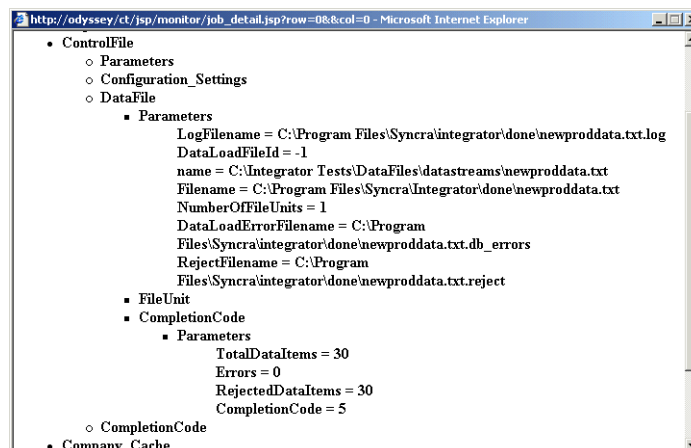 http://odyssey/ct/jsp/monitor/job_detail.jsp?row=0&&col=0 - Microsoft Internet Explorer
ControlFile
Parameters
Configuration_Settings
DataFile
Parameters
LogFilename = C:\Program Files\Syncra\integrator\done\newproddata.txt.log
DataLoadFileId = -1
name = C:\Integrator Tests\DataFiles\datastreams\newproddata.txt
Filename = C:\Program Files\Syncra\Integrator\done\newproddata.txt
NumberOfFileUnits = 1
DataLoadErrorFilename = C:\Program
Files\Syncra\integrator\done\newproddata.txt.db_errors
RejectFilename = C:\Program
Files\Syncra\integrator\done\newproddata.txt.reject
FileUnit
CompletionCode
Parameters
TotalDataItems = 30
Errors = 0
RejectedDataItems = 30
CompletionCode = 5
CompletionCode
Company_Cache